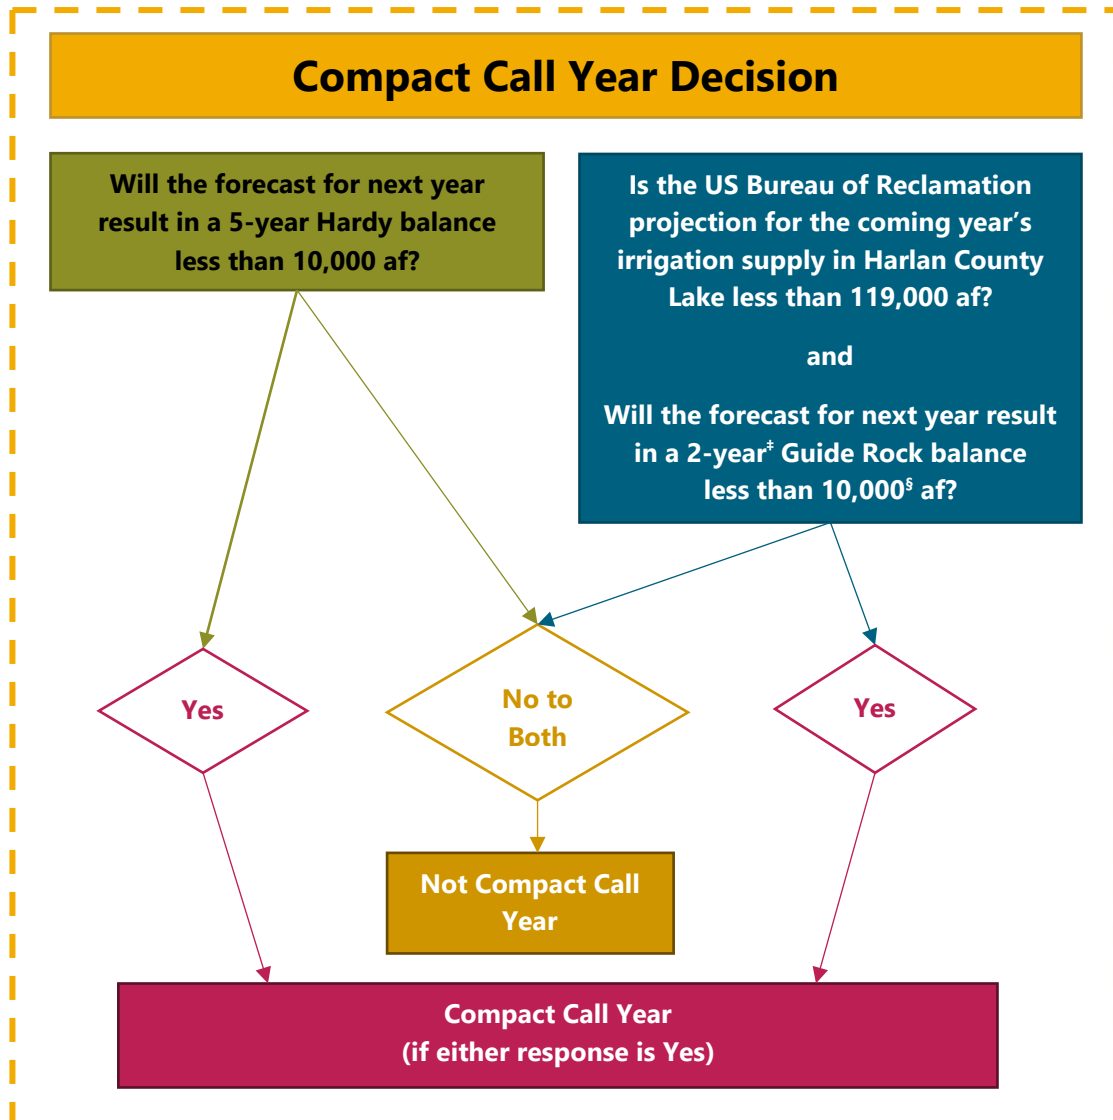 Compact Call Year Decision
Will the forecast for next year
result in a 5-year Hardy balance
less than 10,000 af?
Is the US Bureau of Reclamation
projection for the coming year’s
irrigation supply in Harlan County
Lake less than 119,000 af?
and
Will the forecast for next year result
in a 2-year‡ Guide Rock balance
less than 10,000§ af?
Yes
No to
Both
Yes
Not Compact Call
Year
Compact Call Year
(if either response is Yes)